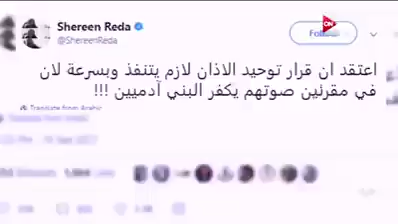 Shereen Reda
@ShereenReda
ON
Follow
اعتقد ان قرار توحيد الاذان لازم يتنفذ وبسرعة لان
في مقرئين صوتهم يكفر البني آدميين !!!
Translate from Arabic